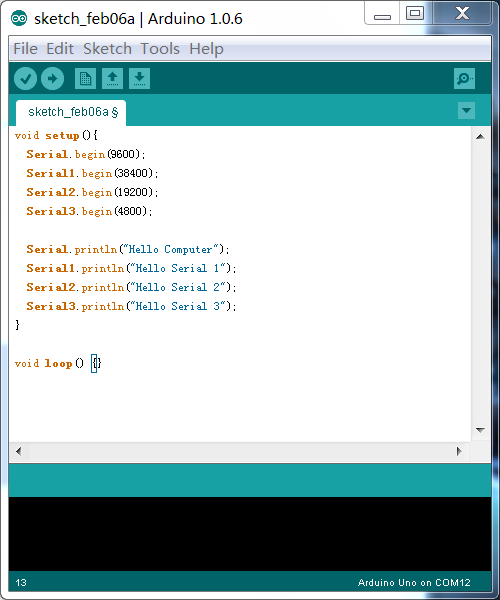 sketch_feb06a | Arduino 1.0.6
File Edit Sketch Tools Help
sketch_feb06a §
void setup(){
  Serial.begin(9600);
  Serial1.begin(38400);
  Serial2.begin(19200);
  Serial3.begin(4800);
  Serial.println("Hello Computer");
  Serial1.println("Hello Serial 1");
  Serial2.println("Hello Serial 2");
  Serial3.println("Hello Serial 3");
}
void loop() {}
13 Arduino Uno on COM12